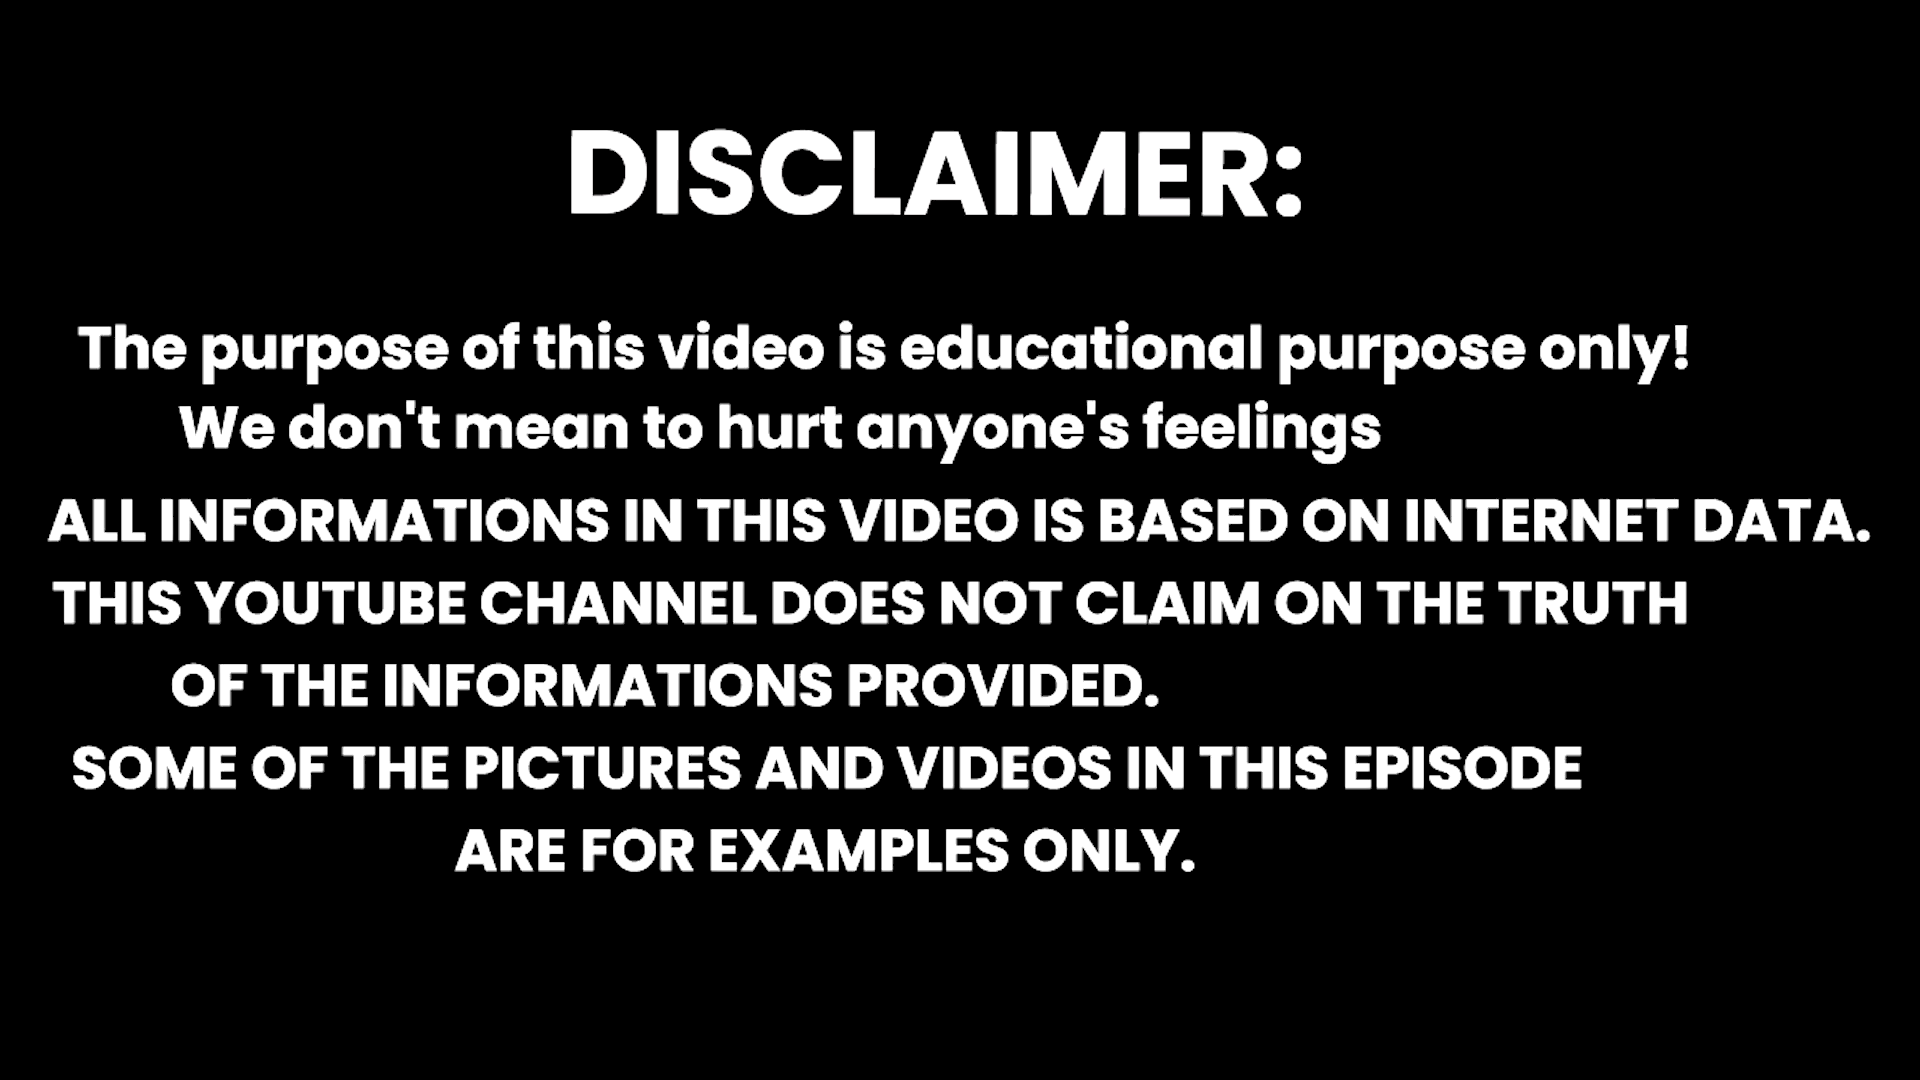 DISCLAIMER:
The purpose of this video is educational purpose only!
We don't mean to hurt anyone's feelings
ALL INFORMATIONS IN THIS VIDEO IS BASED ON INTERNET DATA.
THIS YOUTUBE CHANNEL DOES NOT CLAIM ON THE TRUTH
OF THE INFORMATIONS PROVIDED.
SOME OF THE PICTURES AND VIDEOS IN THIS EPISODE
ARE FOR EXAMPLES ONLY.